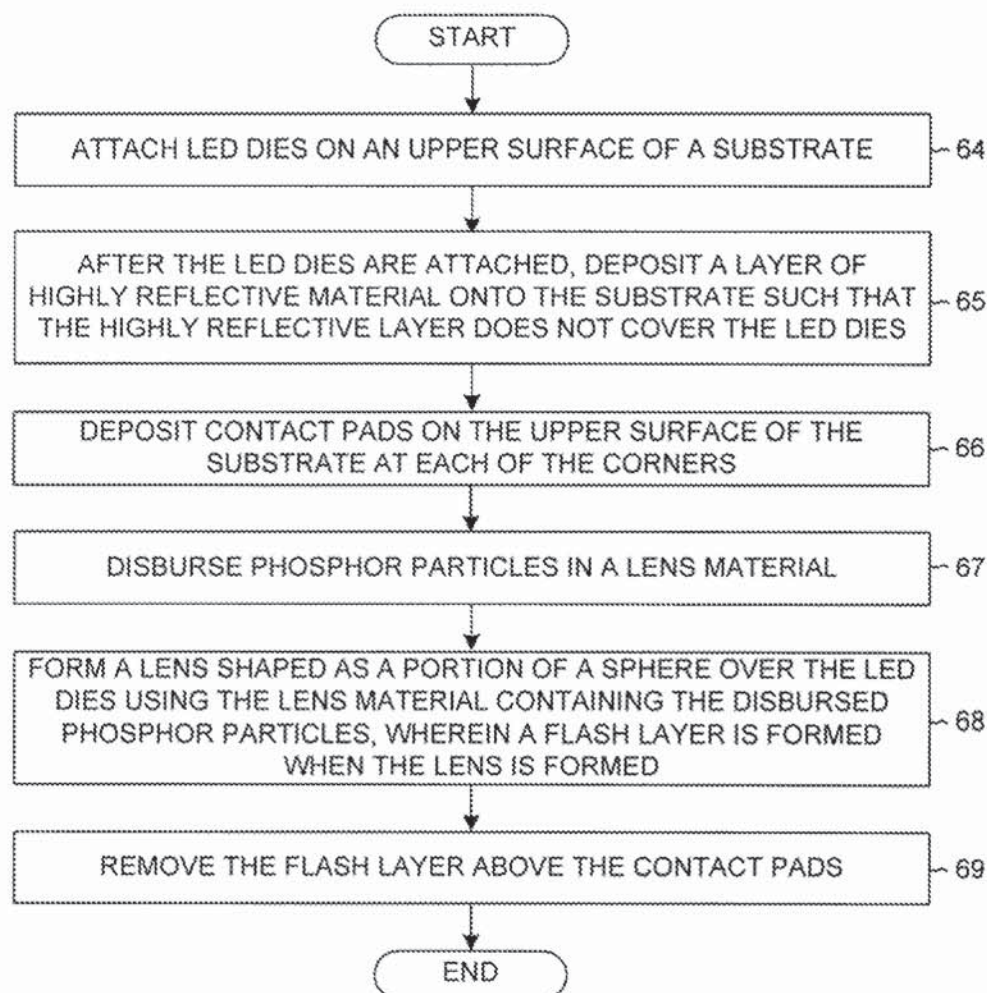 START
ATTACH LED DIES ON AN UPPER SURFACE OF A SUBSTRATE
64
AFTER THE LED DIES ARE ATTACHED, DEPOSIT A LAYER OF
HIGHLY REFLECTIVE MATERIAL ONTO THE SUBSTRATE SUCH THAT
THE HIGHLY REFLECTIVE LAYER DOES NOT COVER THE LED DIES
65
DEPOSIT CONTACT PADS ON THE UPPER SURFACE OF THE
SUBSTRATE AT EACH OF THE CORNERS
66
DISBURSE PHOSPHOR PARTICLES IN A LENS MATERIAL
67
FORM A LENS SHAPED AS A PORTION OF A SPHERE OVER THE LED
DIES USING THE LENS MATERIAL CONTAINING THE DISBURSED
PHOSPHOR PARTICLES, WHEREIN A FLASH LAYER IS FORMED
WHEN THE LENS IS FORMED
68
REMOVE THE FLASH LAYER ABOVE THE CONTACT PADS
69
END